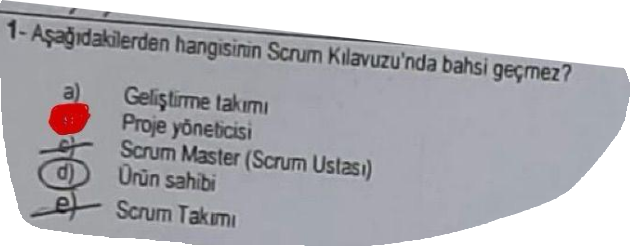 1- Aşağıdakilerden hangisinin Scrum Kılavuzu'nda bahsi geçmez?
a) Geliştirme takımı
Proje yöneticisi
c) Scrum Master (Scrum Ustası)
d) Ürün sahibi
e) Scrum Takımı